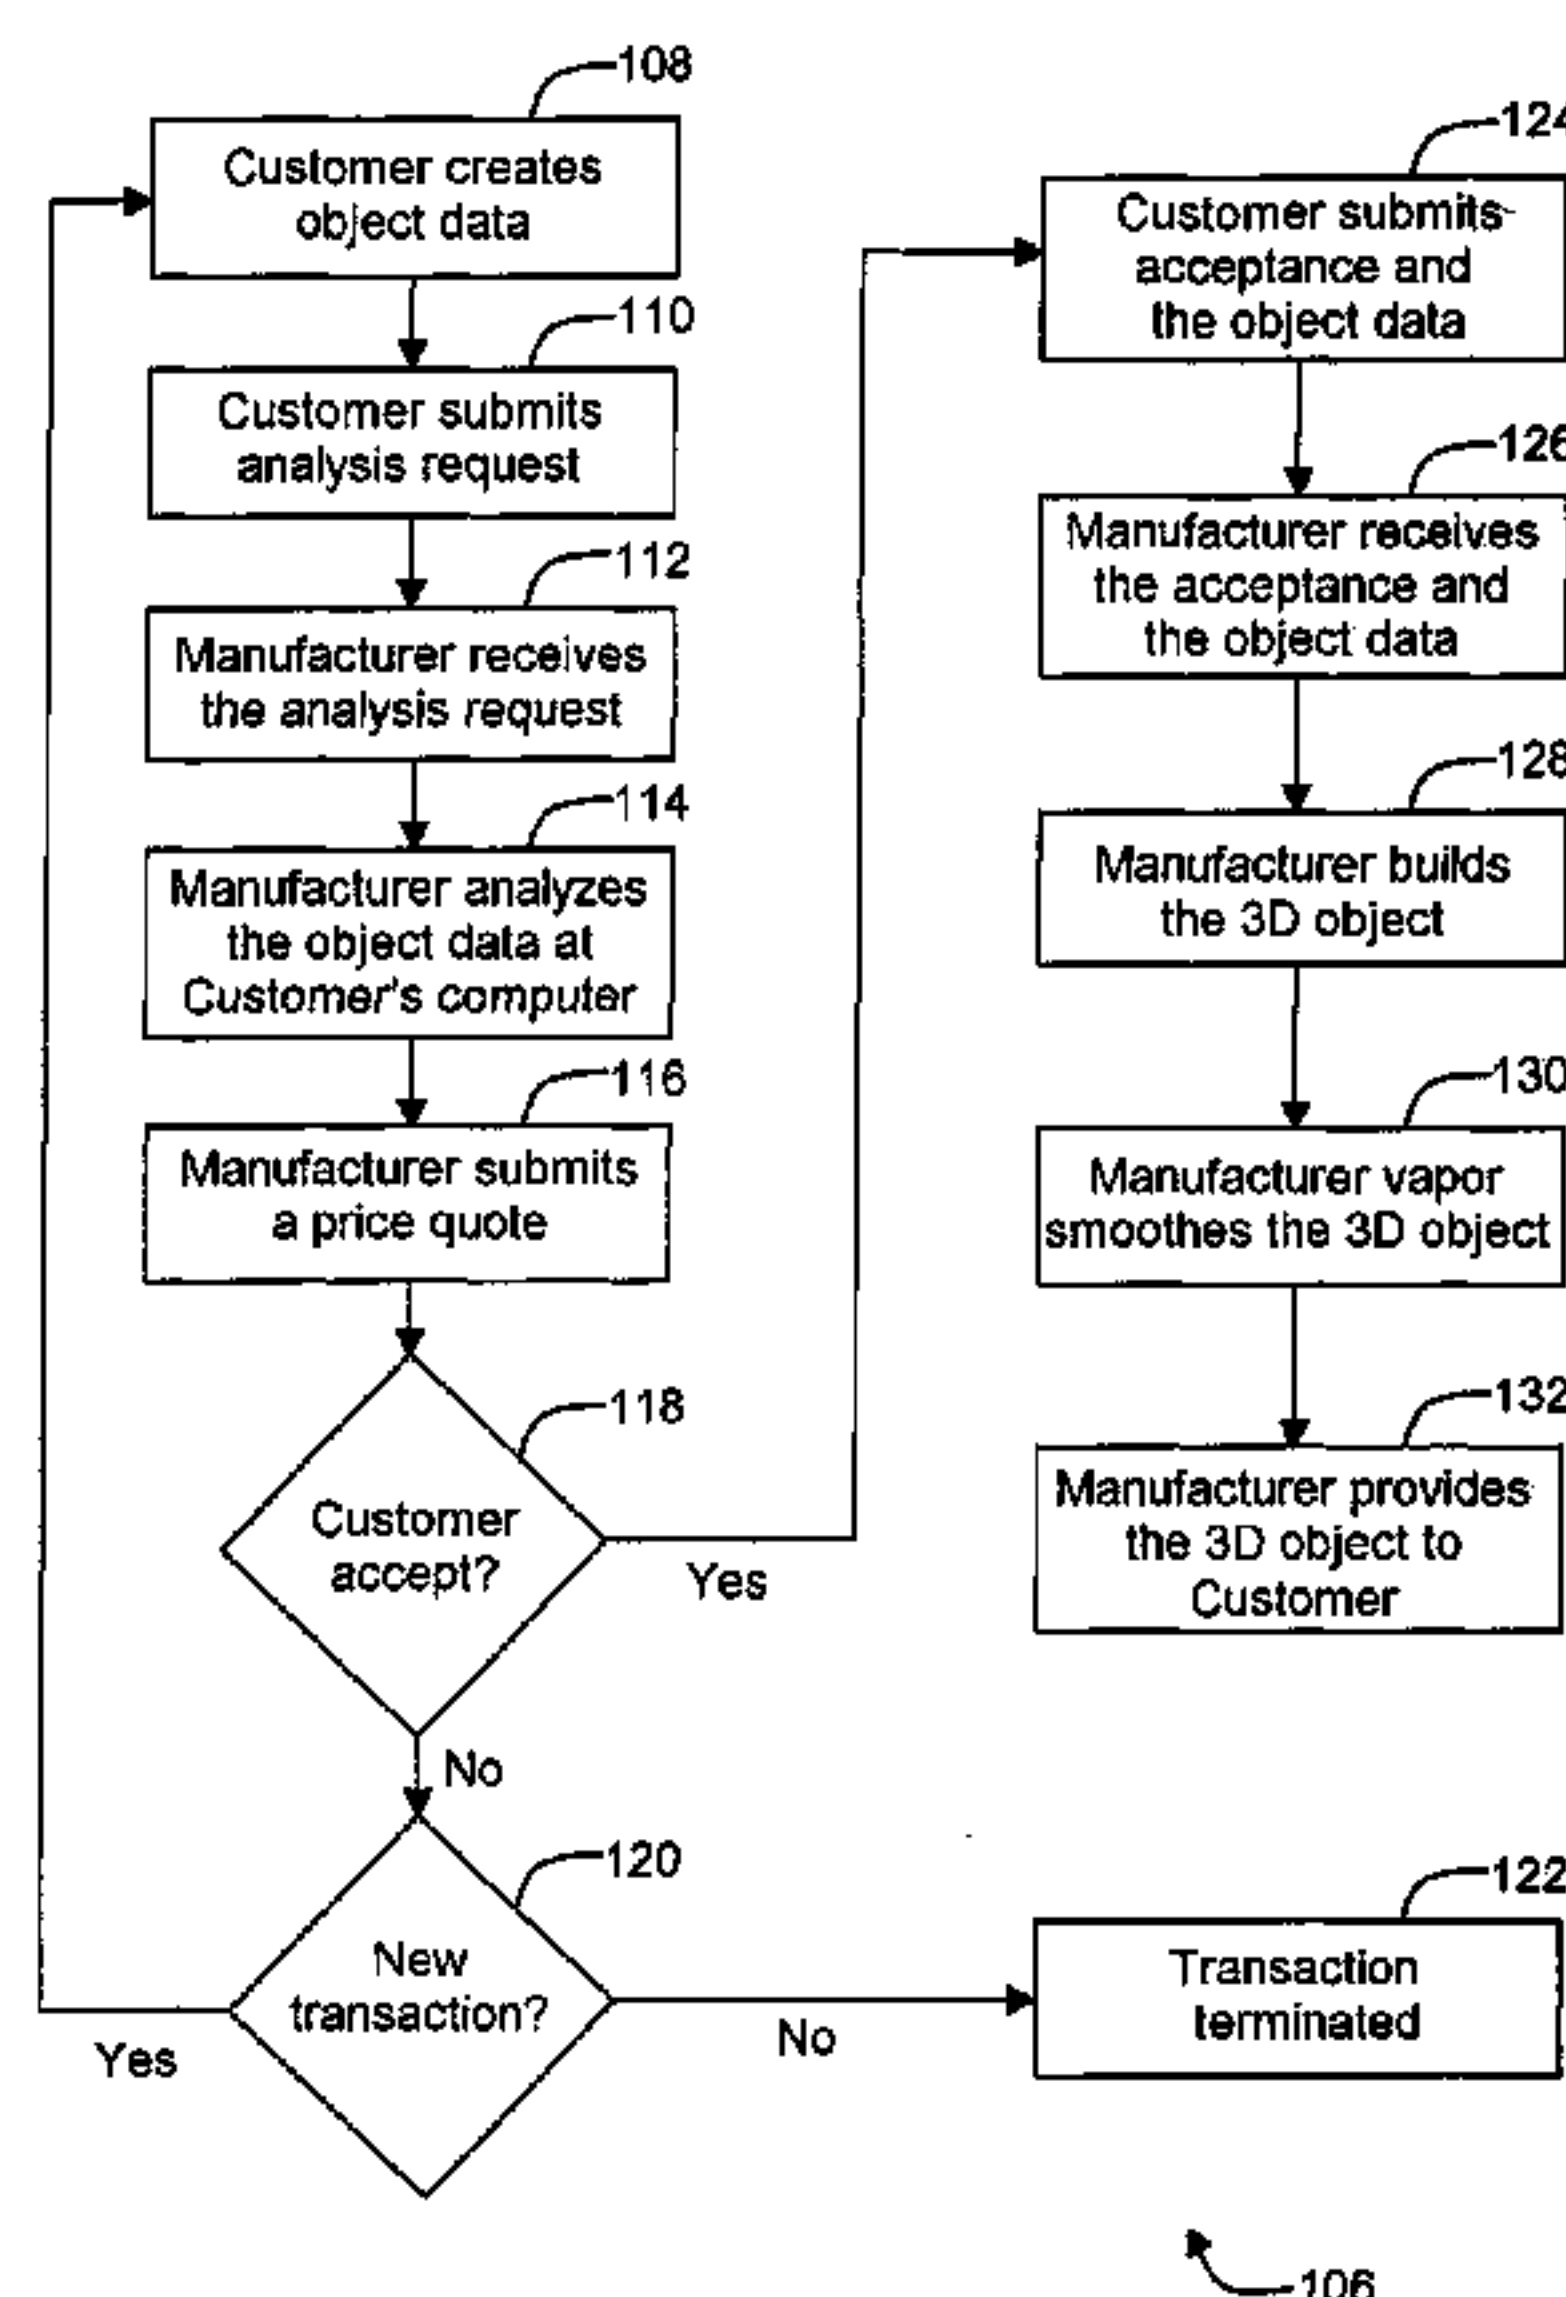 108
Customer creates
object data
110
Customer submits
analysis request
112
Manufacturer receives
the analysis request
114
Manufacturer analyzes
the object data at
Customer's computer
116
Manufacturer submits
a price quote
118
Customer
accept?
Yes
No
120
New
transaction?
Yes
No
122
Transaction
terminated
124
Customer submits
acceptance and
the object data
126
Manufacturer receives
the acceptance and
the object data
128
Manufacturer builds
the 3D object
130
Manufacturer vapor
smoothes the 3D object
132
Manufacturer provides
the 3D object to
Customer
106